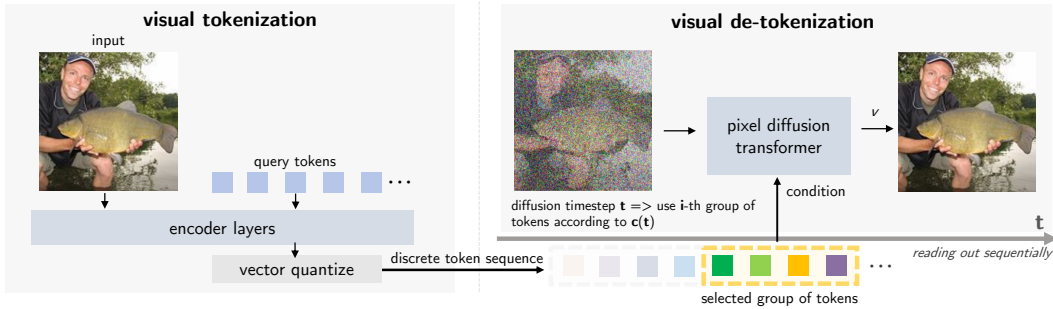 visual tokenization
input
query tokens
...
encoder layers
vector quantize
discrete token sequence
visual de-tokenization
pixel diffusion
transformer
v
condition
diffusion timestep t => use i-th group of
tokens according to c(t)
t
reading out sequentially
...
selected group of tokens